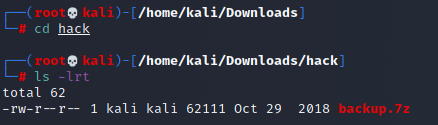 ┌──(root💀kali)-[/home/kali/Downloads]
└─# cd hack
┌──(root💀kali)-[/home/kali/Downloads/hack]
└─# ls -lrt
total 62
-rw-r--r-- 1 kali kali 62111 Oct 29  2018 backup.7z